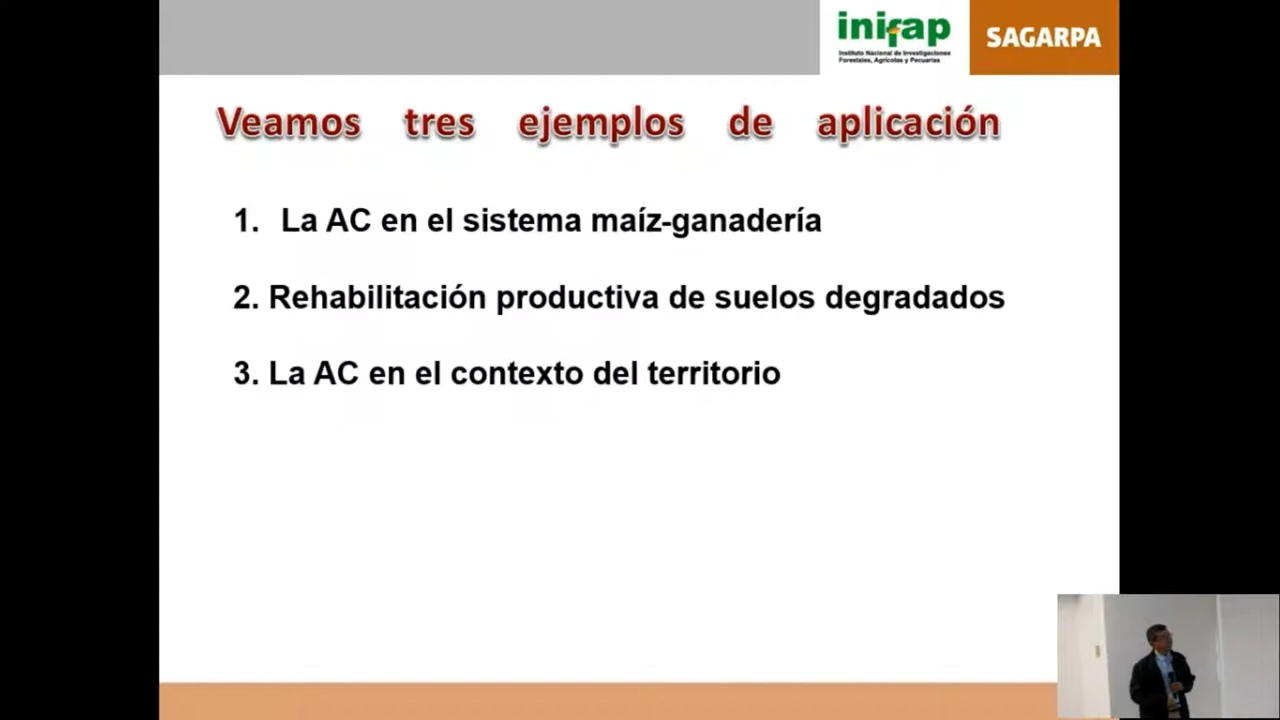 inifap
Instituto Nacional de Investigaciones
Forestales, Agrícolas y Pecuarias
SAGARPA
Veamos tres ejemplos de aplicación
1. La AC en el sistema maíz-ganadería
2. Rehabilitación productiva de suelos degradados
3. La AC en el contexto del territorio